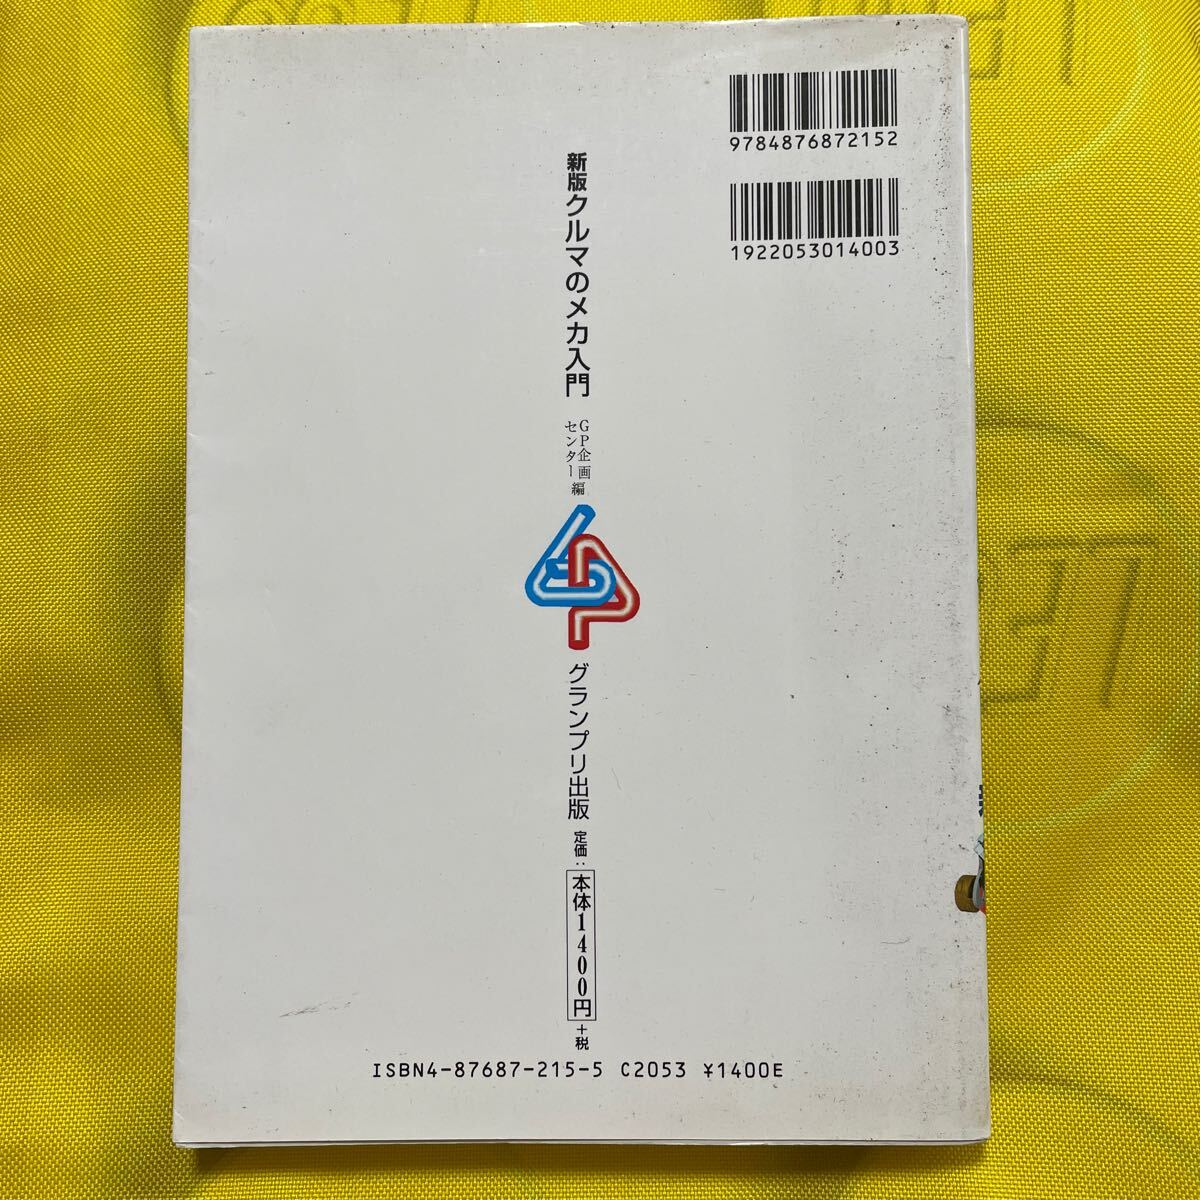 9784876872152
1922053014003
新版クルマのメカ入門
GP企画
センター 編
GP
グランプリ出版
定価：本体1400円＋税
ISBN4-87687-215-5 C2053 ¥1400E